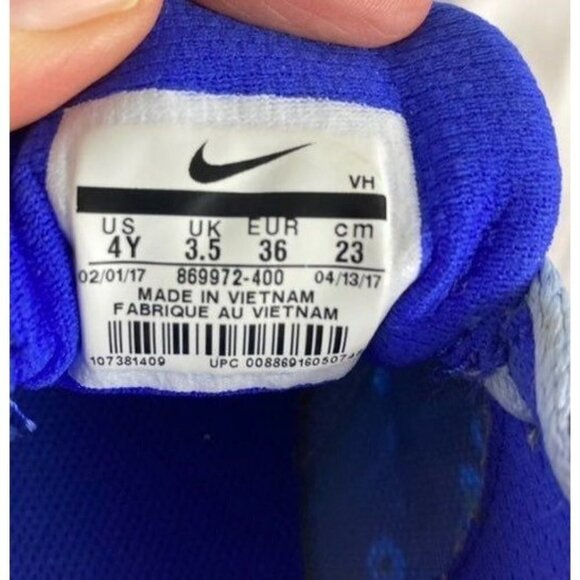 VH
US UK EUR cm
4Y 3.5 36 23
02/01/17 869972-400 04/13/17
MADE IN VIETNAM
FABRIQUE AU VIETNAM
107381409 UPC